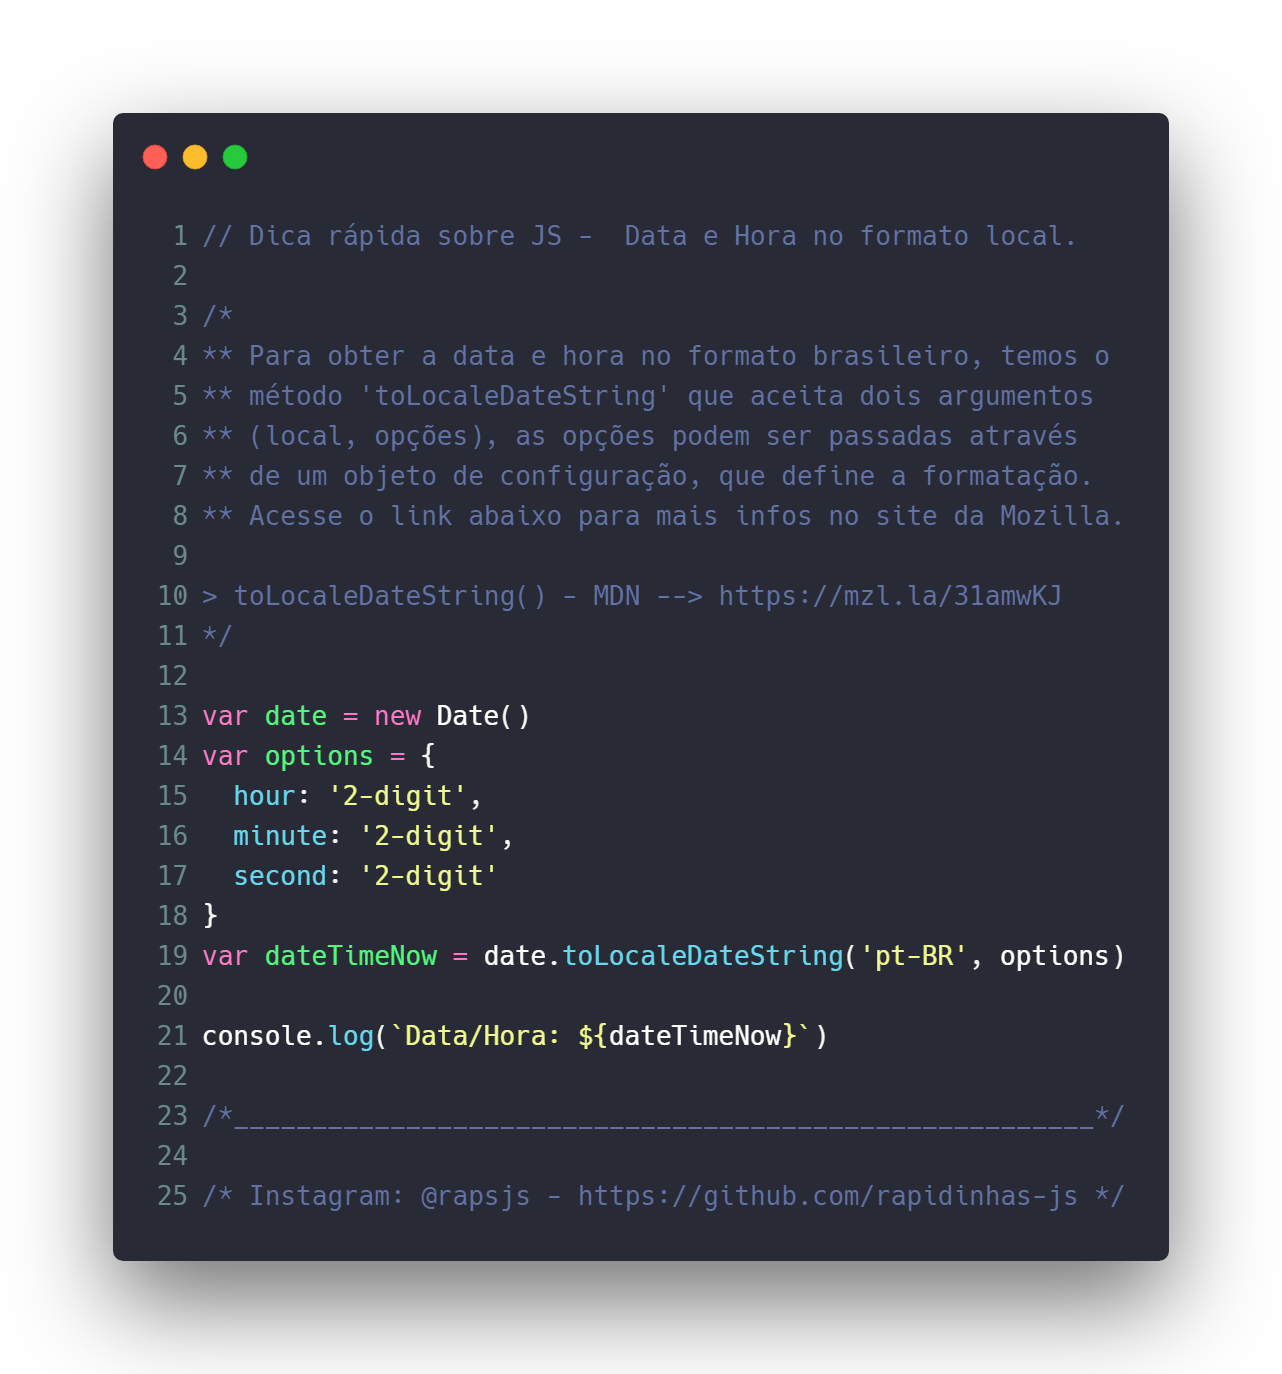 1 // Dica rápida sobre JS -  Data e Hora no formato local.
2
3 /*
4 ** Para obter a data e hora no formato brasileiro, temos o
5 ** método 'toLocaleDateString' que aceita dois argumentos
6 ** (local, opções), as opções podem ser passadas através
7 ** de um objeto de configuração, que define a formatação.
8 ** Acesse o link abaixo para mais infos no site da Mozilla.
9
10 > toLocaleDateString() - MDN --> https://mzl.la/31amwKJ
11 */
12
13 var date = new Date()
14 var options = {
15   hour: '2-digit',
16   minute: '2-digit',
17   second: '2-digit'
18 }
19 var dateTimeNow = date.toLocaleDateString('pt-BR', options)
20
21 console.log(`Data/Hora: ${dateTimeNow}`)
22
23 /*_______________________________________________________*/
24
25 /* Instagram: @rapsjs - https://github.com/rapidinhas-js */